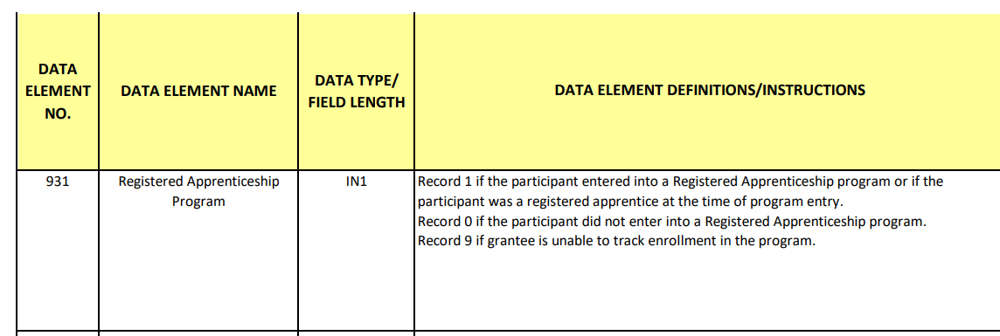 DATA
ELEMENT
NO.
DATA ELEMENT NAME
DATA TYPE/
FIELD LENGTH
DATA ELEMENT DEFINITIONS/INSTRUCTIONS
931
Registered Apprenticeship
Program
IN1
Record 1 if the participant entered into a Registered Apprenticeship program or if the
participant was a registered apprentice at the time of program entry.
Record 0 if the participant did not enter into a Registered Apprenticeship program.
Record 9 if grantee is unable to track enrollment in the program.